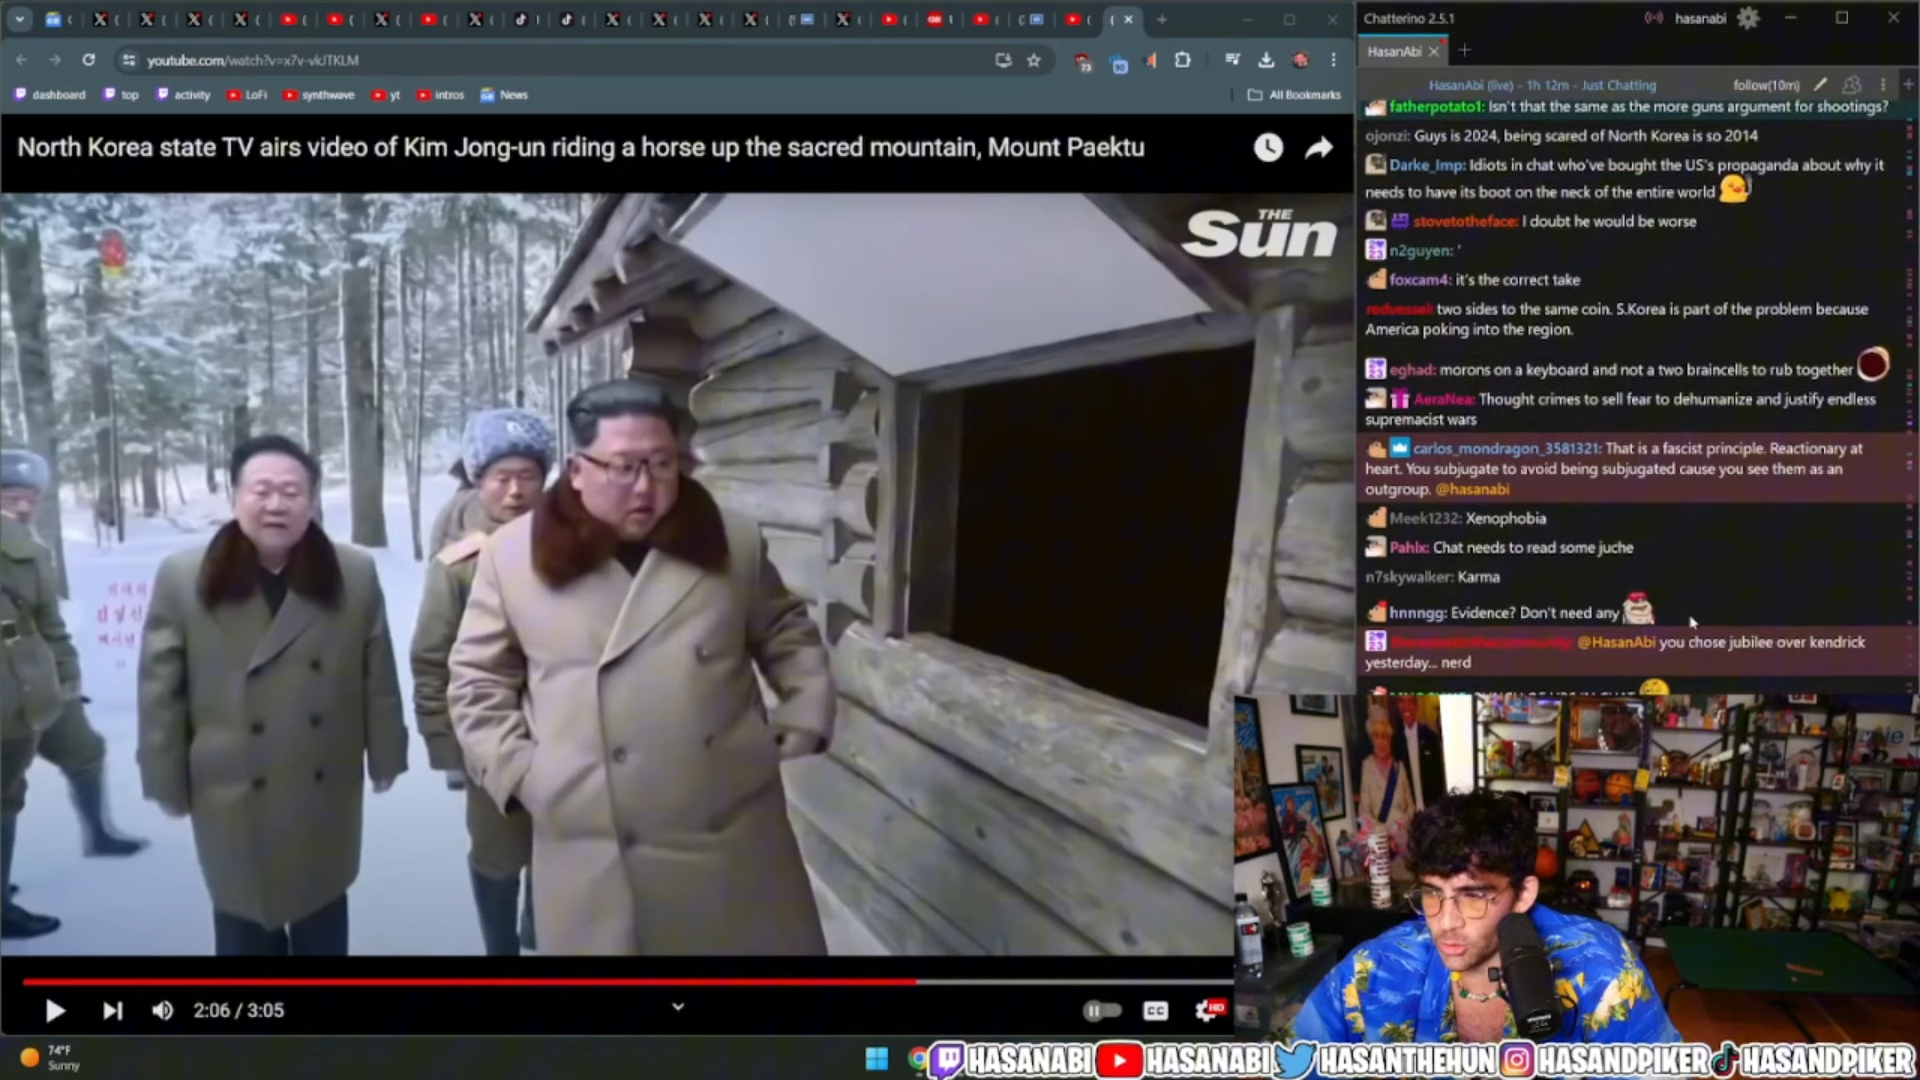 youtube.com/watch?v=x7v-vkJTKLM
73
90
dashboard
top
activity
LoFi
synthwave
yt
intros
News
All Bookmarks
North Korea state TV airs video of Kim Jong-un riding a horse up the sacred mountain, Mount Paektu
THE
Sun
2:06 / 3:05
CC
HD
74°F
Sunny
Chatterino 2.5.1
hasanabi
HasanAbi
HasanAbi (live) - 1h 12m - Just Chatting
follow(10m)
fatherpotato1: Isn't that the same as the more guns argument for shootings?
ojonzi: Guys is 2024, being scared of North Korea is so 2014
Darke_Imp: Idiots in chat who've bought the US's propaganda about why it
needs to have its boot on the neck of the entire world
stovetotheface: I doubt he would be worse
n2guyen: '
foxcam4: it's the correct take
redvessel: two sides to the same coin. S.Korea is part of the problem because
America poking into the region.
eghad: morons on a keyboard and not a two braincells to rub together
AeraNea: Thought crimes to sell fear to dehumanize and justify endless
supremacist wars
carlos_mondragon_3581321: That is a fascist principle. Reactionary at
heart. You subjugate to avoid being subjugated cause you see them as an
outgroup. @hasanabi
Meek1232: Xenophobia
Pahlx: Chat needs to read some juche
n7skywalker: Karma
hnnngg: Evidence? Don't need any
@HasanAbi you chose jubilee over kendrick
yesterday... nerd
HASANABI
HASANABI
HASANTHEHUN
HASANDPIKER
HASANDPIKER